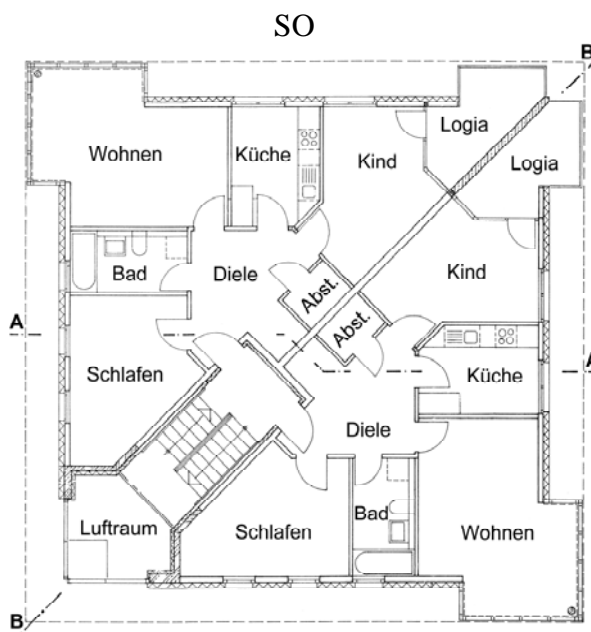 SO
B
Logia
Wohnen
Küche
Kind
Logia
Bad
Diele
Kind
Abst.
A
Abst.
A
Schlafen
Küche
Diele
Luftraum
Schlafen
Bad
Wohnen
B